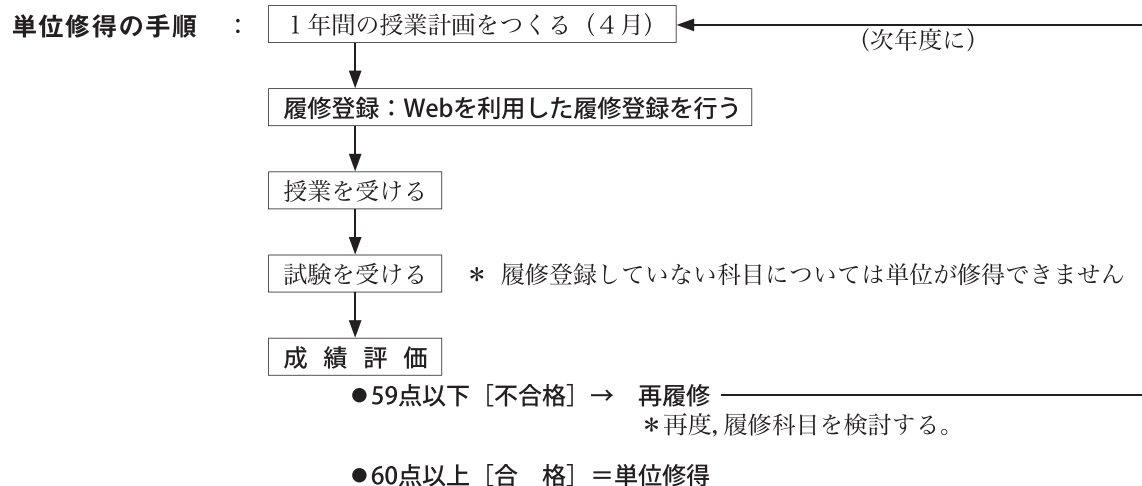 単位修得の手順 ： １年間の授業計画をつくる（４月）
（次年度に）
履修登録：Webを利用した履修登録を行う
授業を受ける
試験を受ける ＊ 履修登録していない科目については単位が修得できません
成 績 評 価
●59点以下［不合格］→ 再履修
＊再度，履修科目を検討する。
●60点以上［合　格］＝単位修得